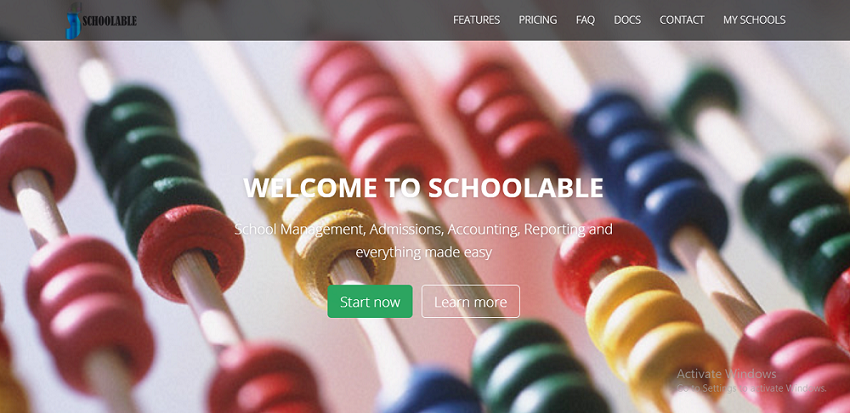 SCHOOLABLE
FEATURES PRICING FAQ DOCS CONTACT MY SCHOOLS
WELCOME TO SCHOOLABLE
School Management, Admissions, Accounting, Reporting and
everything made easy
Start now Learn more
Activate Windows
Go to Settings to activate Windows.